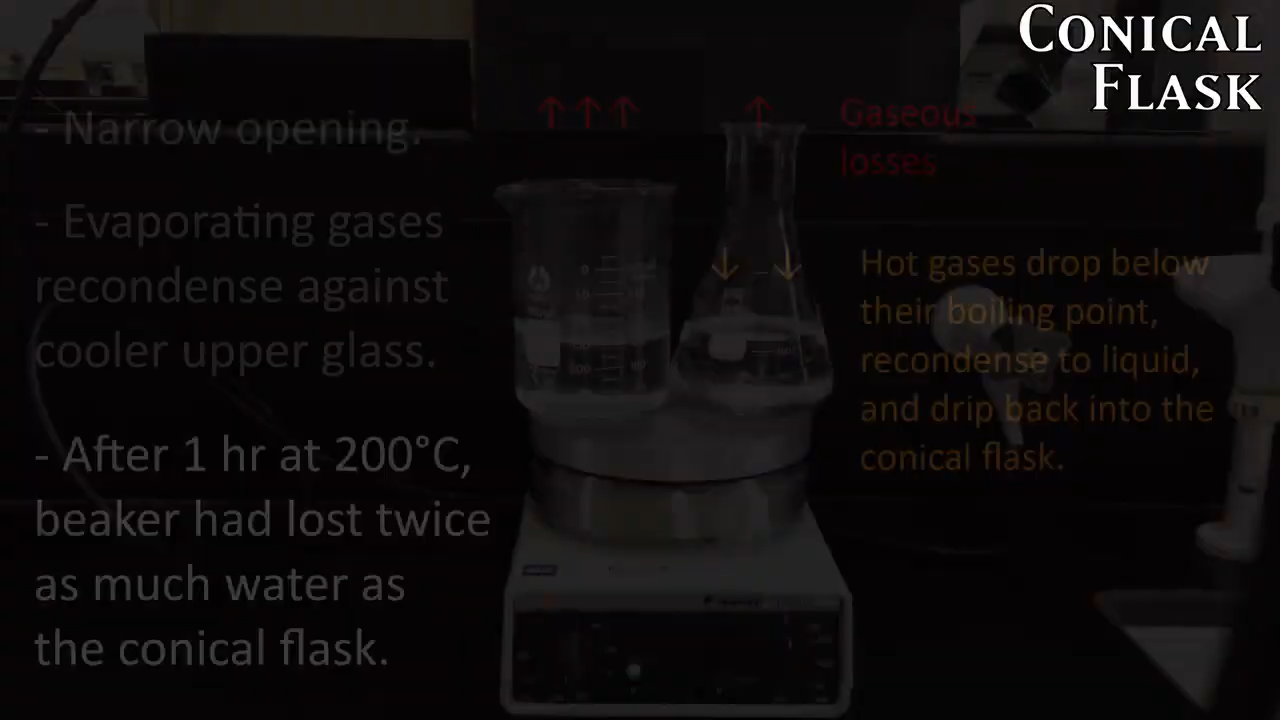 CONICAL
FLASK
- Narrow opening.
- Evaporating gases
recondense against
cooler upper glass.
- After 1 hr at 200°C,
beaker had lost twice
as much water as
the conical flask.
↑↑↑
↑
Gaseous
losses
Hot gases drop below
their boiling point,
recondense to liquid,
and drip back into the
conical flask.